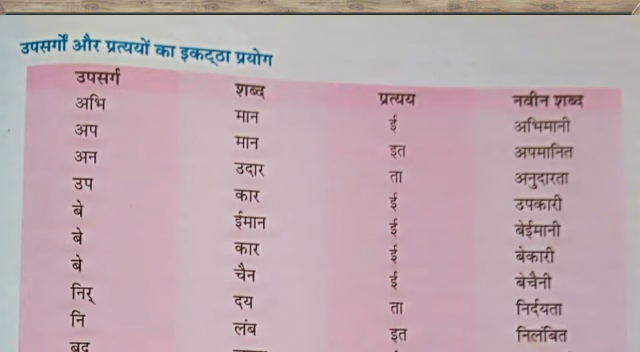 उपसर्गों और प्रत्ययों का इकट्ठा प्रयोग
उपसर्ग शब्द प्रत्यय नवीन शब्द
अभि मान ई अभिमानी
अप मान इत अपमानित
अन उदार ता अनुदारता
उप कार ई उपकारी
बे ईमान ई बेईमानी
बे कार ई बेकारी
बे चैन ई बेचैनी
निर् दय ता निर्दयता
नि लंब इत निलंबित
बद